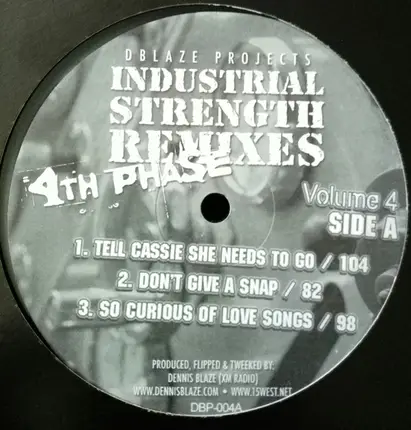 DBLAZE PROJECTS
INDUSTRIAL
STRENGTH
REMIXES
4TH PHASE
Volume 4
SIDE A
1. TELL CASSIE SHE NEEDS TO GO / 104
2. DON'T GIVE A SNAP / 82
3. SO CURIOUS OF LOVE SONGS / 98
PRODUCED, FLIPPED & TWEEKED BY:
DENNIS BLAZE (XM RADIO)
WWW.DENNISBLAZE.COM / WWW.15WEST.NET
DBP-004A